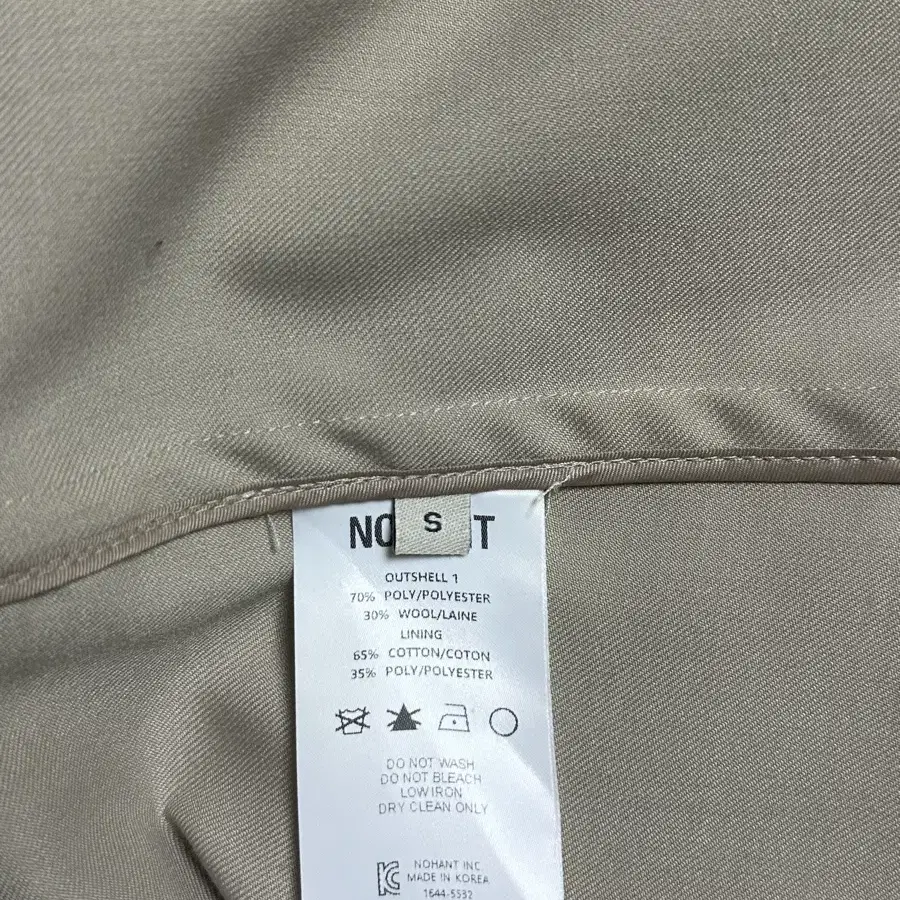 S
OUTSHELL 1
70% POLY/POLYESTER
30% WOOL/LAINE
LINING
65% COTTON/COTON
35% POLY/POLYESTER
DO NOT WASH
DO NOT BLEACH
LOW IRON
DRY CLEAN ONLY
NOHANT INC
MADE IN KOREA
1644-5532